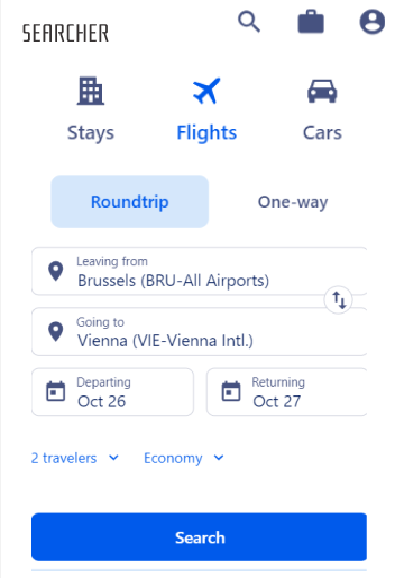 SEARCHER
Stays Flights Cars
Roundtrip One-way
Leaving from
Brussels (BRU-All Airports)
Going to
Vienna (VIE-Vienna Intl.)
Departing Returning
Oct 26 Oct 27
2 travelers Economy
Search